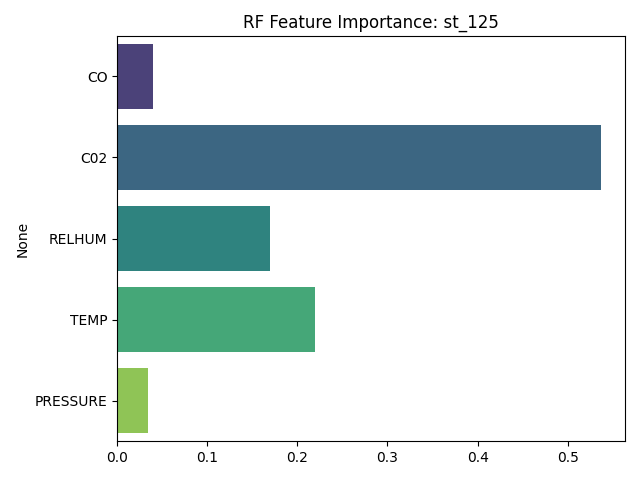 RF Feature Importance: st_125
CO
C02
RELHUM
TEMP
PRESSURE
None
0.0 0.1 0.2 0.3 0.4 0.5